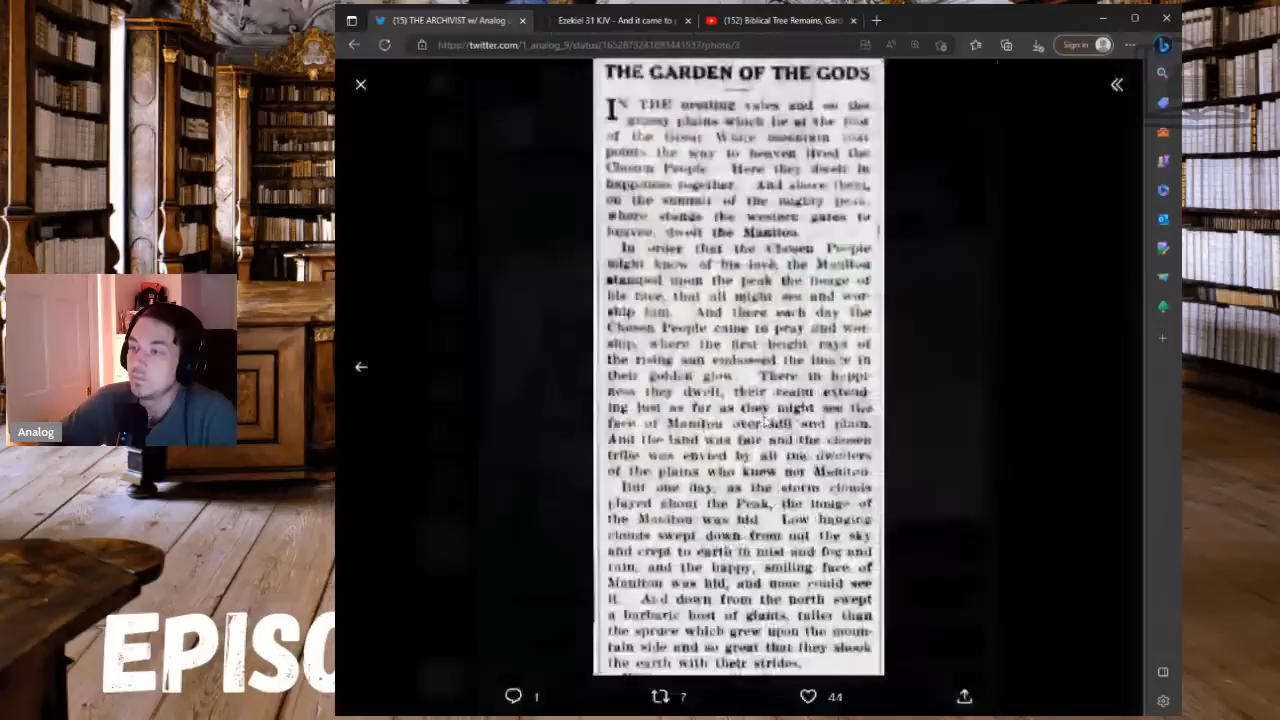 (15) THE ARCHIVIST w/ Analog
Ezekiel 31 KJV - And it came to
(152) Biblical Tree Remains, Gar
https://twitter.com/1_analog_9/status/1652673241893441537/photo/3
Sign in
THE GARDEN OF THE GODS
IN THE nestling vales and on the
grassy plains which lie at the foot
of the Great White mountain that
points the way to heaven lived the
Chosen People. Here they dwelt in
happiness together. And above them,
on the summit of the mighty peak,
where stands the western gates to
heaven, dwelt the Manitou.
In order that the Chosen People
might know of his love, the Manitou
stamped upon the peak the image of
his face, that all might see and wor-
ship him. And there each day the
Chosen People came to pray and wor-
ship, where the first bright rays of
the rising sun embossed the image in
their golden glow. There in happi-
ness they dwelt, their realm extend-
ing just as far as they might see the
face of Manitou over hill and plain.
And the land was fair and the chosen
tribe was envied by all the dwellers
of the plains who knew not Manitou.
But one day, as the storm clouds
played about the Peak, the image of
the Manitou was hid. Low hanging
clouds swept down from out the sky
and crept to earth in mist and fog and
rain, and the happy, smiling face of
Manitou was hid, and none could see
it. And down from the north swept
a barbaric host of giants, taller than
the spruce which grew upon the moun-
tain side and so great that they shook
the earth with their strides.
1
7
44
Analog
EPISO